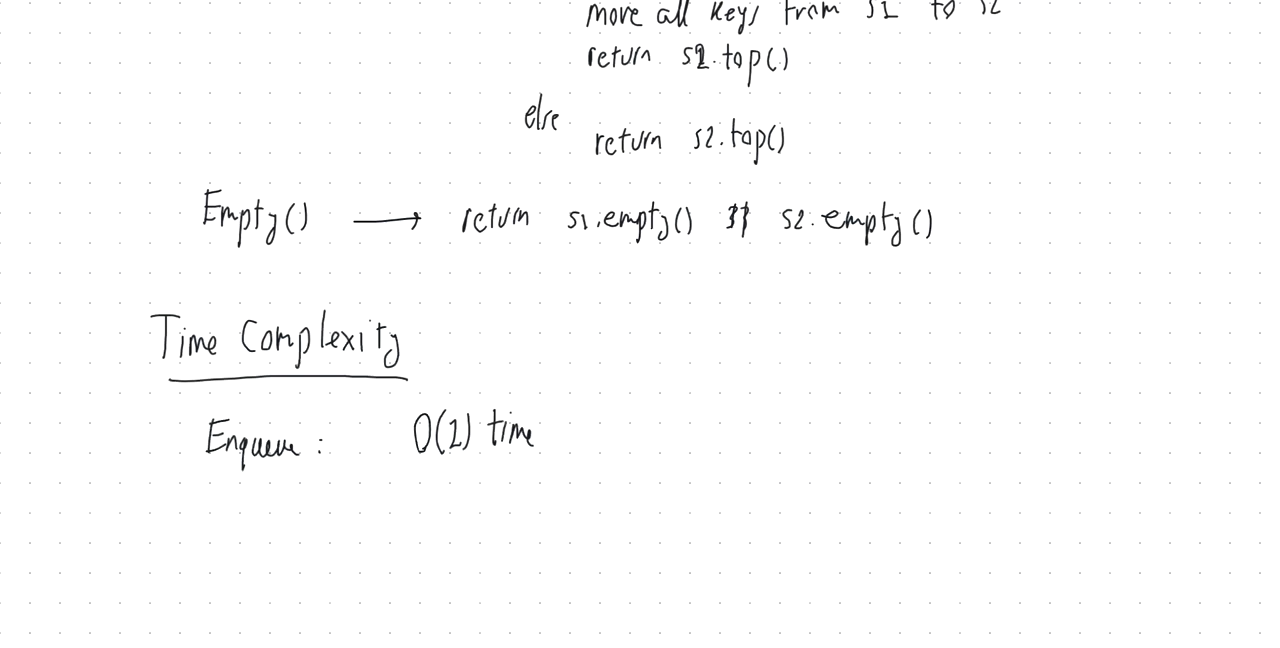 move all keys from S1 to S2
return S2.top()
else
return S2.top()
Empty() → return S1.empty() && S2.empty()
Time Complexity
Enqueue: O(1) time